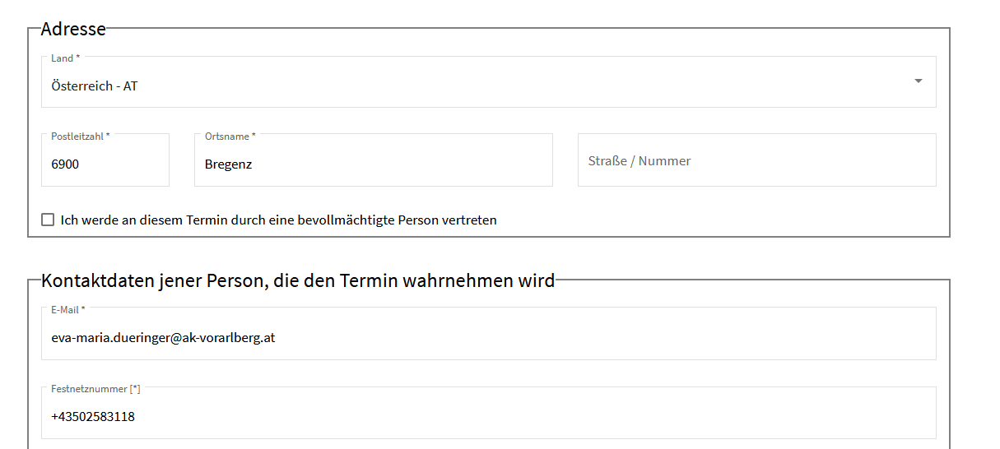 Adresse
Land *
Österreich - AT
Postleitzahl *
6900
Ortsname *
Bregenz
Straße / Nummer
Ich werde an diesem Termin durch eine bevollmächtigte Person vertreten
Kontaktdaten jener Person, die den Termin wahrnehmen wird
E-Mail *
eva-maria.dueringer@ak-vorarlberg.at
Festnetznummer [*]
+43502583118